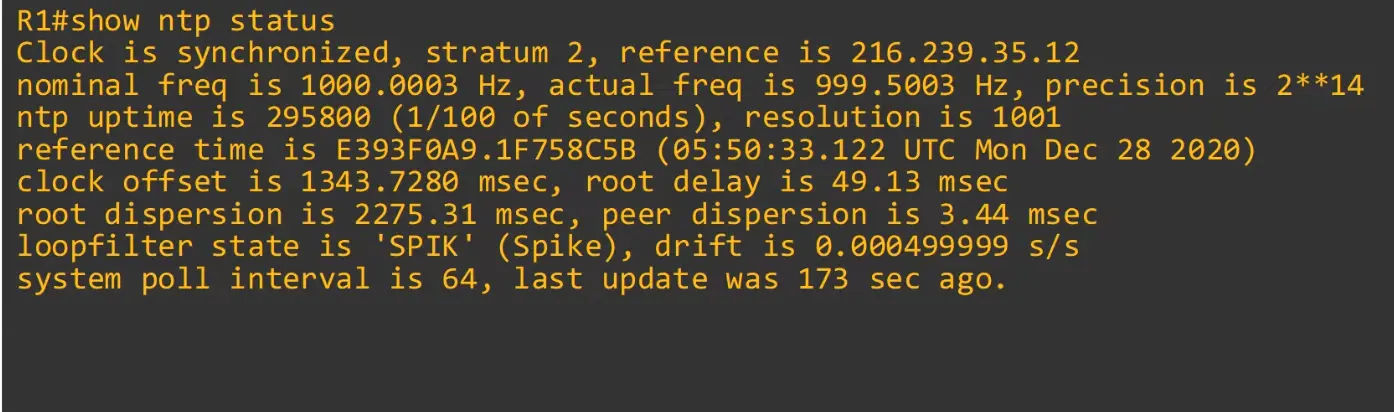 R1#show ntp status
Clock is synchronized, stratum 2, reference is 216.239.35.12
nominal freq is 1000.0003 Hz, actual freq is 999.5003 Hz, precision is 2**14
ntp uptime is 295800 (1/100 of seconds), resolution is 1001
reference time is E393F0A9.1F758C5B (05:50:33.122 UTC Mon Dec 28 2020)
clock offset is 1343.7280 msec, root delay is 49.13 msec
root dispersion is 2275.31 msec, peer dispersion is 3.44 msec
loopfilter state is 'SPIK' (Spike), drift is 0.000499999 s/s
system poll interval is 64, last update was 173 sec ago.